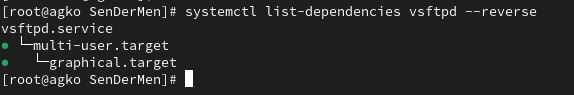 [root@agko SenDerMen]# systemctl list-dependencies vsftpd --reverse
vsftpd.service
● └─multi-user.target
●   └─graphical.target
[root@agko SenDerMen]#